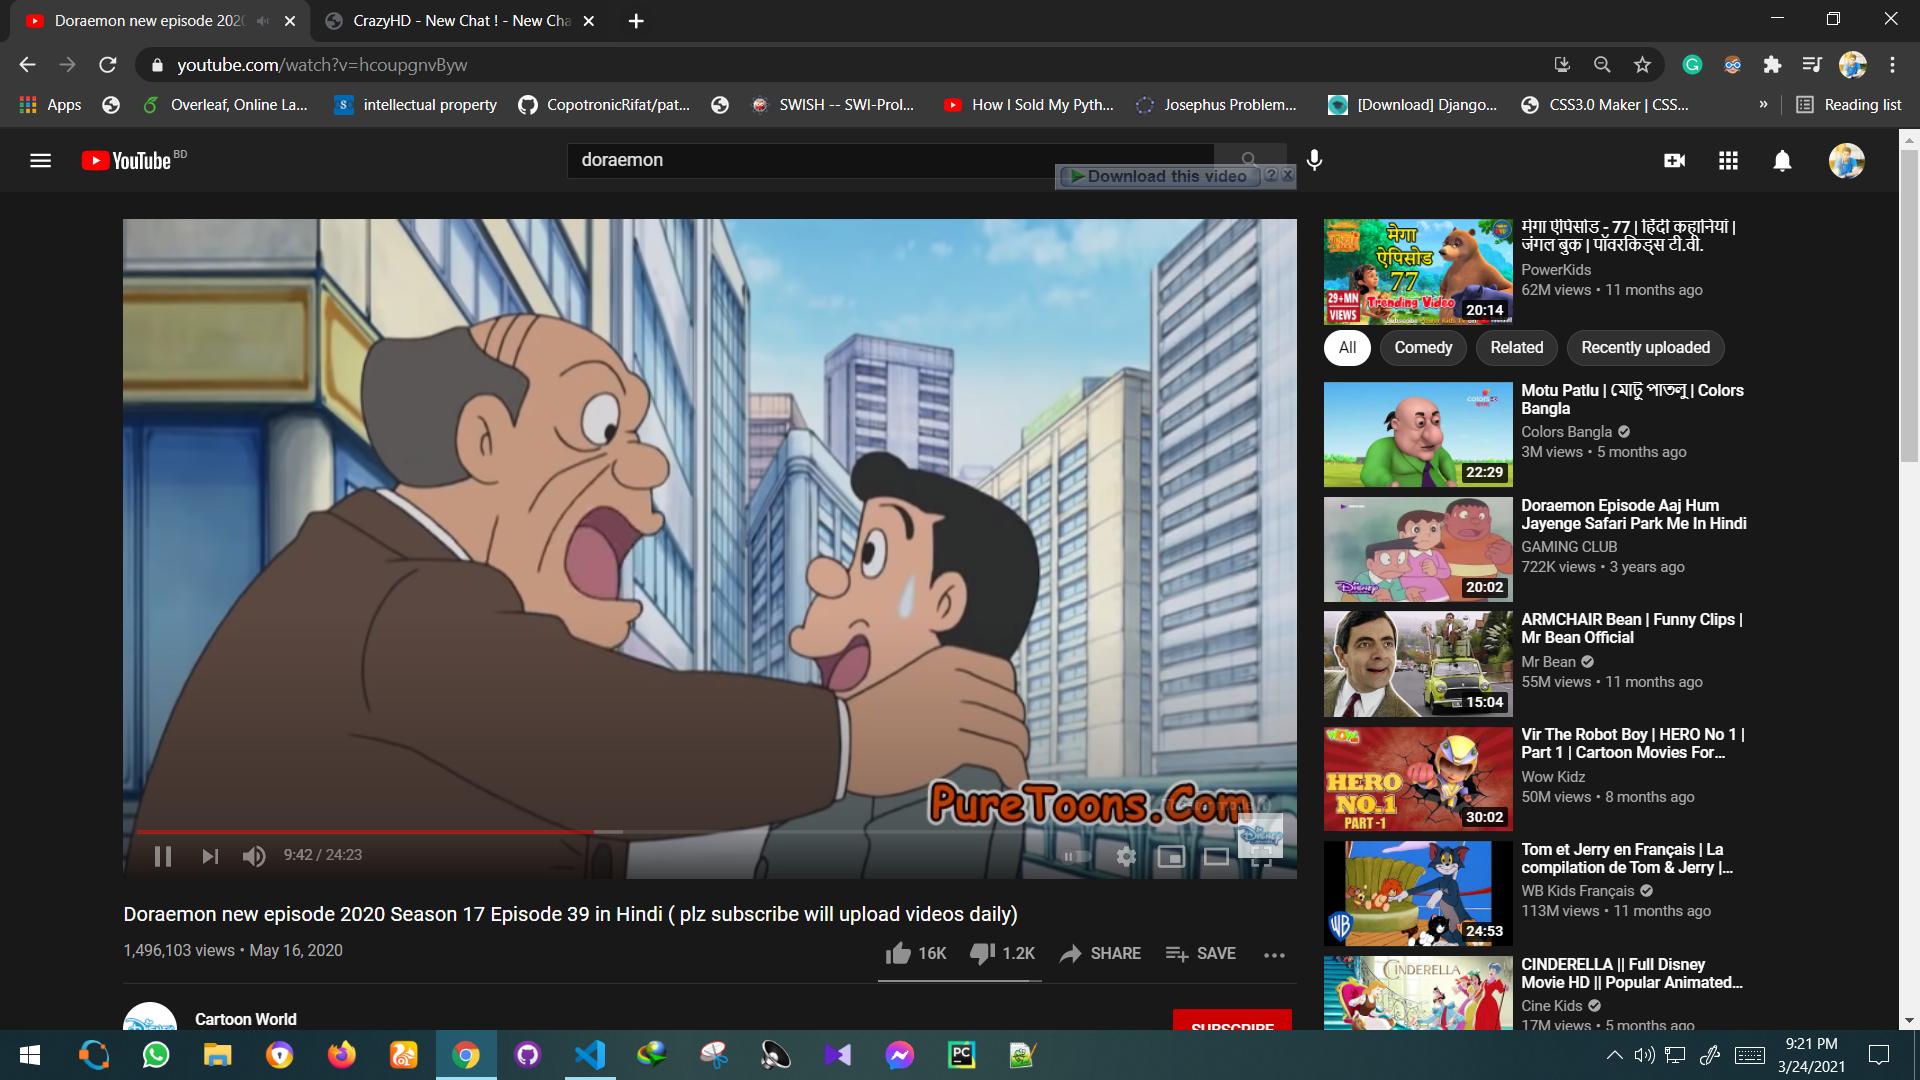 Doraemon new episode 202
CrazyHD - New Chat ! - New Cha
youtube.com/watch?v=hcoupgnvByw
Apps
Overleaf, Online La...
intellectual property
CopotronicRifat/pat...
SWISH -- SWI-Prol...
How I Sold My Pyth...
Josephus Problem...
[Download] Django...
CSS3.0 Maker | CSS...
»
Reading list
YouTube BD
doraemon
Download this video
PureToons.Com
9:42 / 24:23
Doraemon new episode 2020 Season 17 Episode 39 in Hindi ( plz subscribe will upload videos daily)
1,496,103 views • May 16, 2020
16K
1.2K
SHARE
SAVE
Cartoon World
SUBSCRIBE
मेगा ऐपिसोड 77
29+MN VIEWS
Trending Video
20:14
मेगा ऐपिसोड - 77 | हिंदी कहानियां |
जंगल बुक | पॉवरकिड्स टी.वी.
PowerKids
62M views • 11 months ago
All
Comedy
Related
Recently uploaded
22:29
Motu Patlu | মোটু পাতলু | Colors
Bangla
Colors Bangla
3M views • 5 months ago
20:02
Doraemon Episode Aaj Hum
Jayenge Safari Park Me In Hindi
GAMING CLUB
722K views • 3 years ago
15:04
ARMCHAIR Bean | Funny Clips |
Mr Bean Official
Mr Bean
55M views • 11 months ago
WOW
HERO
NO.1
PART -1
30:02
Vir The Robot Boy | HERO No 1 |
Part 1 | Cartoon Movies For...
Wow Kidz
50M views • 8 months ago
WB
24:53
Tom et Jerry en Français | La
compilation de Tom & Jerry |...
WB Kids Français
113M views • 11 months ago
CINDERELLA
CINDERELLA || Full Disney
Movie HD || Popular Animated...
Cine Kids
17M views • 5 months ago
9:21 PM
3/24/2021